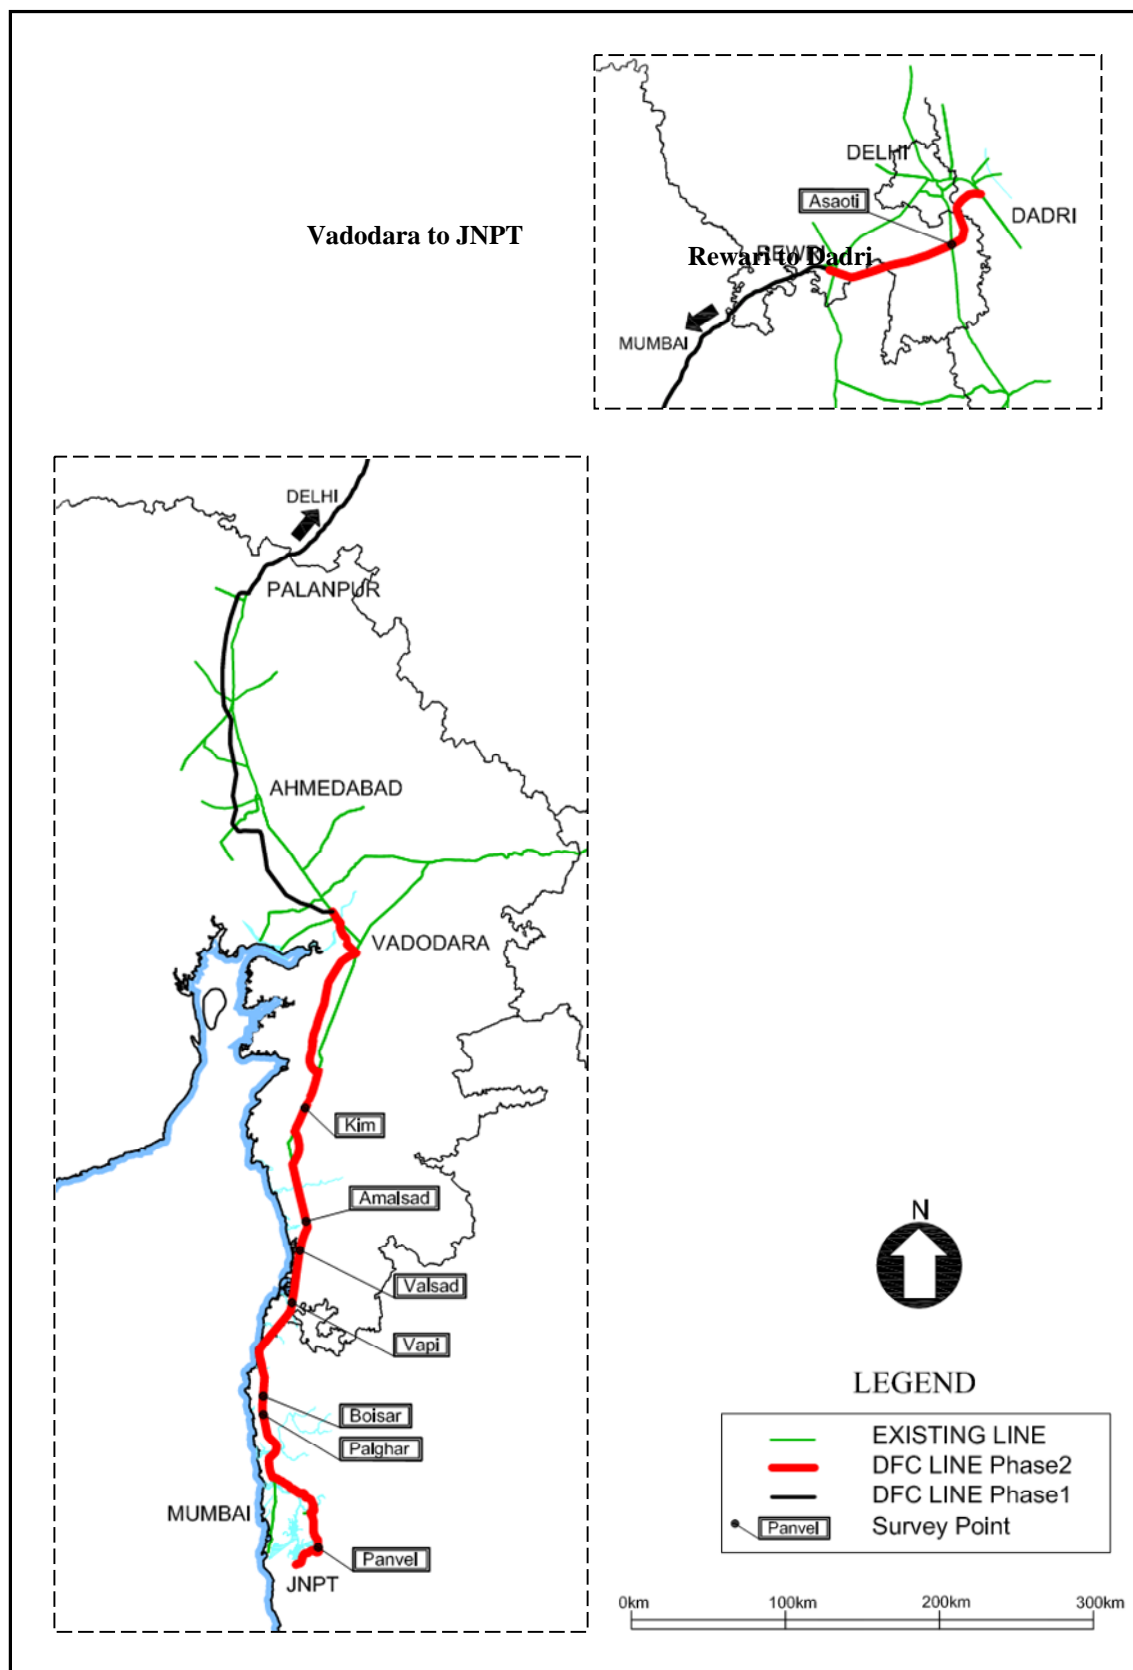 DELHI
Asaoti
DADRI
Vadodara to JNPT
REWRI
Rewari to Dadri
MUMBAI
DELHI
PALANPUR
AHMEDABAD
VADODARA
Kim
Amalsad
Valsad
Vapi
Boisar
Palghar
MUMBAI
Panvel
JNPT
N
LEGEND
EXISTING LINE
DFC LINE Phase2
DFC LINE Phase1
Panvel Survey Point
0km 100km 200km 300km